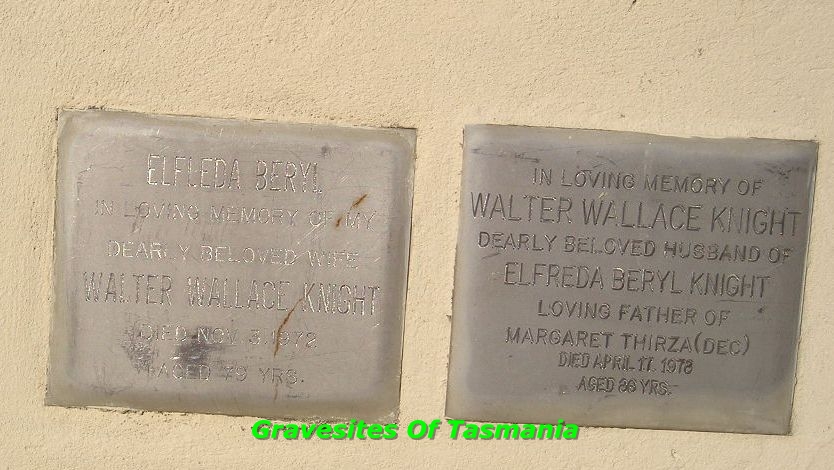 ELFLEDA BERYL
IN LOVING MEMORY OF MY
DEARLY BELOVED WIFE
WALTER WALLACE KNIGHT
DIED NOV. 3. 1972
AGED 79 YRS.
IN LOVING MEMORY OF
WALTER WALLACE KNIGHT
DEARLY BELOVED HUSBAND OF
ELFREDA BERYL KNIGHT
LOVING FATHER OF
MARGARET THIRZA (DEC)
DIED APRIL 17. 1978
AGED 86 YRS.
Gravesites Of Tasmania